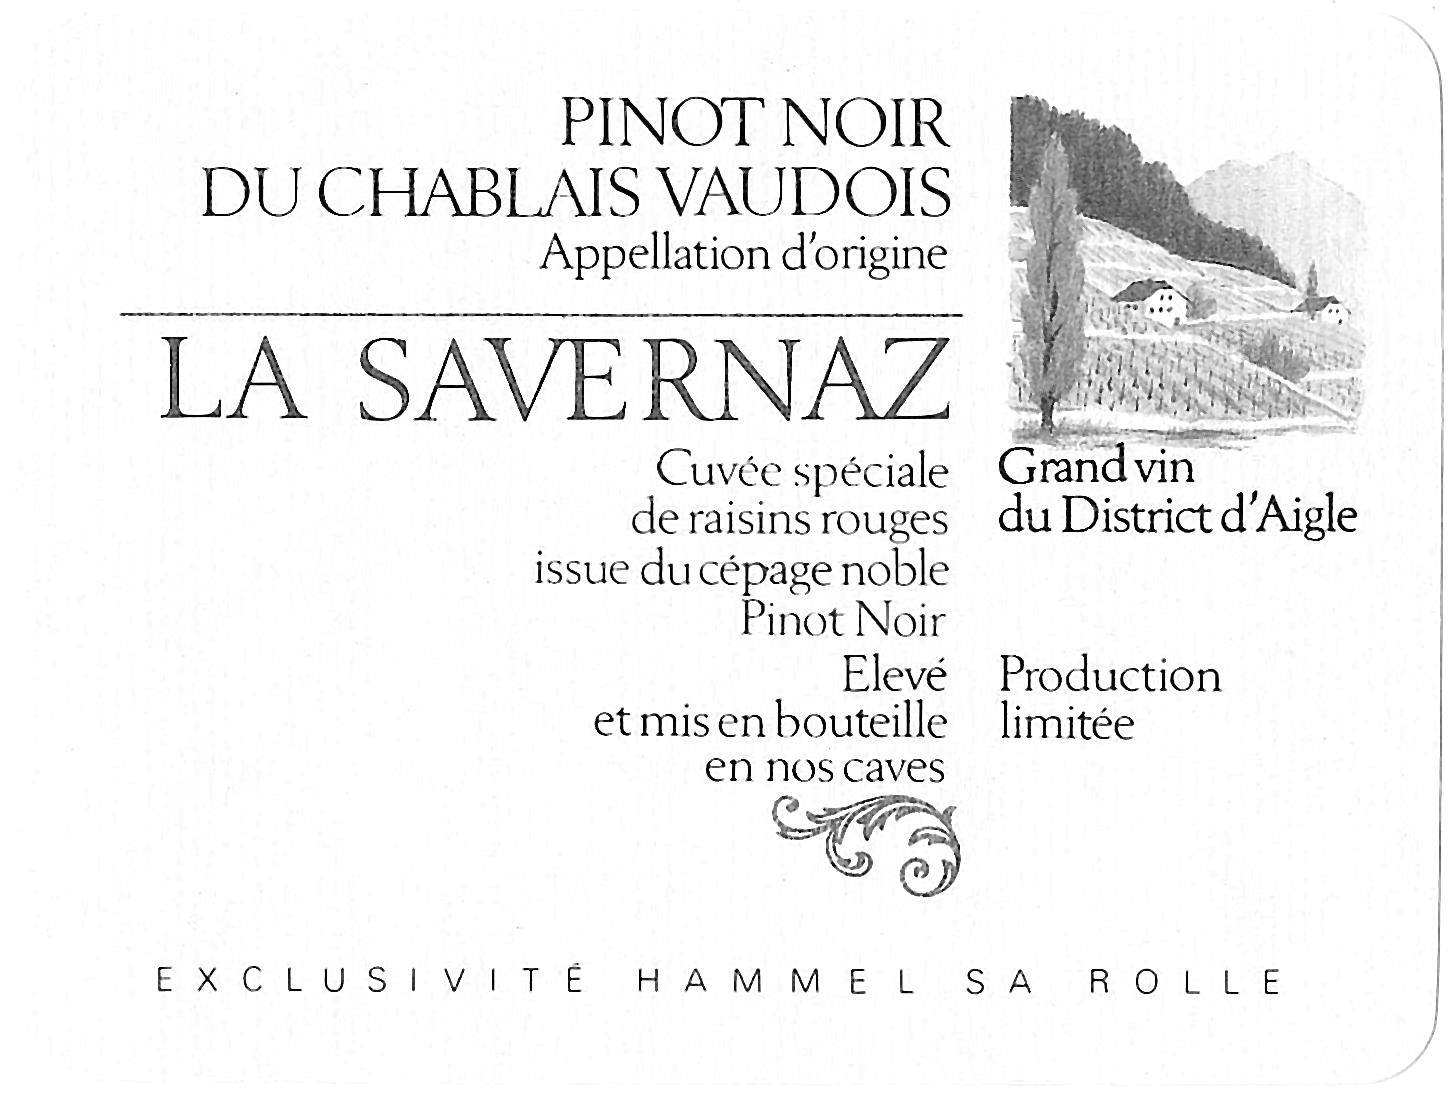 PINOT NOIR
DU CHABLAIS VAUDOIS
Appellation d'origine
LA SAVERNAZ
Cuvée spéciale
de raisins rouges
issue du cépage noble
Pinot Noir
Elevé
et mis en bouteille
en nos caves
Grand vin
du District d'Aigle
Production
limitée
EXCLUSIVITÉ HAMMEL SA ROLLE